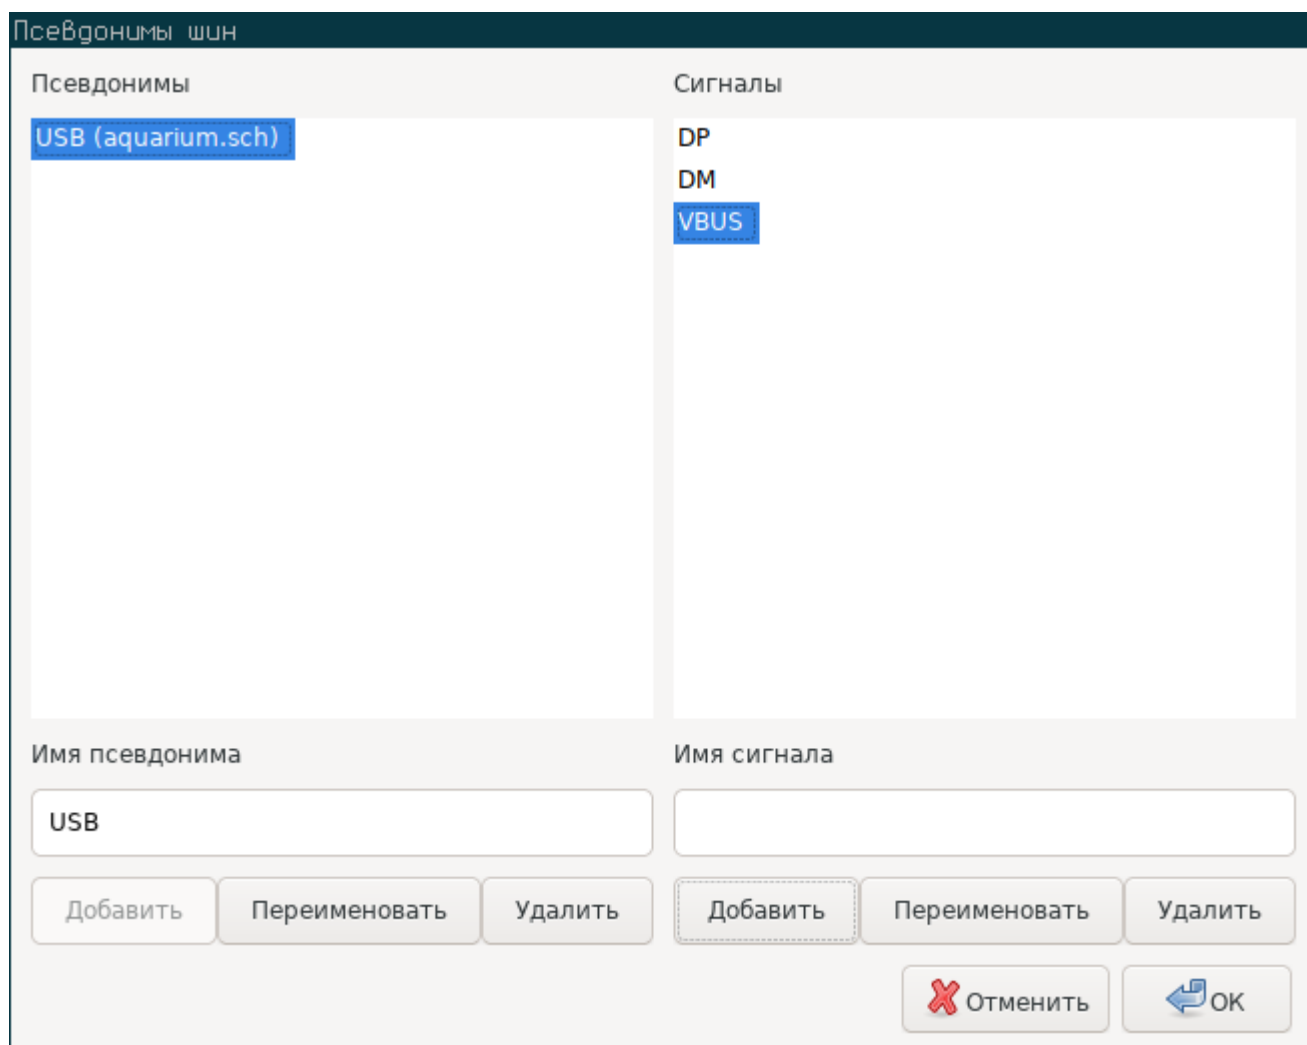 Псевдонимы шин
Псевдонимы
Сигналы
USB (aquarium.sch)
DP
DM
VBUS
Имя псевдонима
Имя сигнала
USB
Добавить
Переименовать
Удалить
Добавить
Переименовать
Удалить
Отменить
OK